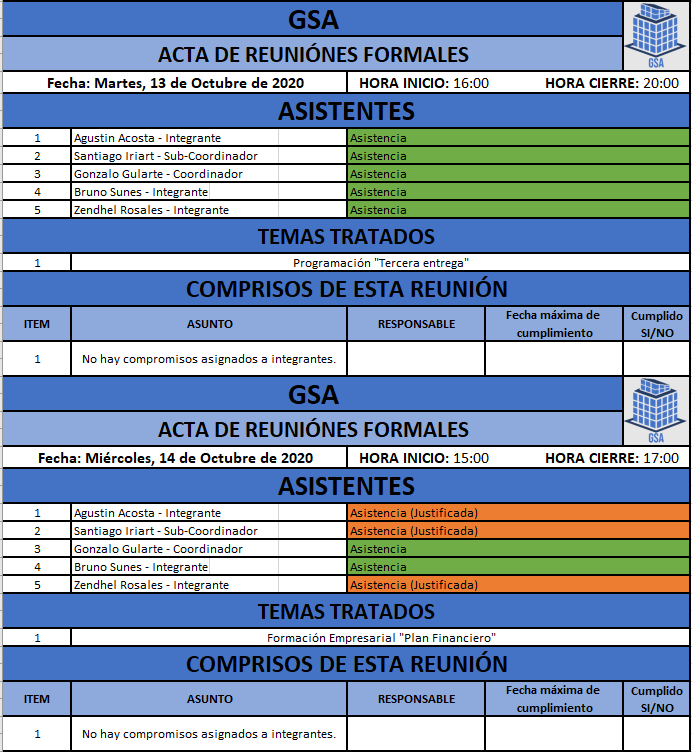 GSA
ACTA DE REUNIÓNES FORMALES
GSA
Fecha: Martes, 13 de Octubre de 2020 HORA INICIO: 16:00 HORA CIERRE: 20:00
ASISTENTES
1 Agustin Acosta - Integrante Asistencia
2 Santiago Iriart - Sub-Coordinador Asistencia
3 Gonzalo Gularte - Coordinador Asistencia
4 Bruno Sunes - Integrante Asistencia
5 Zendhel Rosales - Integrante Asistencia
TEMAS TRATADOS
1 Programación "Tercera entrega"
COMPRISOS DE ESTA REUNIÓN
ITEM ASUNTO RESPONSABLE Fecha máxima de cumplimiento Cumplido SI/NO
1 No hay compromisos asignados a integrantes.
GSA
ACTA DE REUNIÓNES FORMALES
GSA
Fecha: Miércoles, 14 de Octubre de 2020 HORA INICIO: 15:00 HORA CIERRE: 17:00
ASISTENTES
1 Agustin Acosta - Integrante Asistencia (Justificada)
2 Santiago Iriart - Sub-Coordinador Asistencia (Justificada)
3 Gonzalo Gularte - Coordinador Asistencia
4 Bruno Sunes - Integrante Asistencia
5 Zendhel Rosales - Integrante Asistencia (Justificada)
TEMAS TRATADOS
1 Formación Empresarial "Plan Financiero"
COMPRISOS DE ESTA REUNIÓN
ITEM ASUNTO RESPONSABLE Fecha máxima de cumplimiento Cumplido SI/NO
1 No hay compromisos asignados a integrantes.